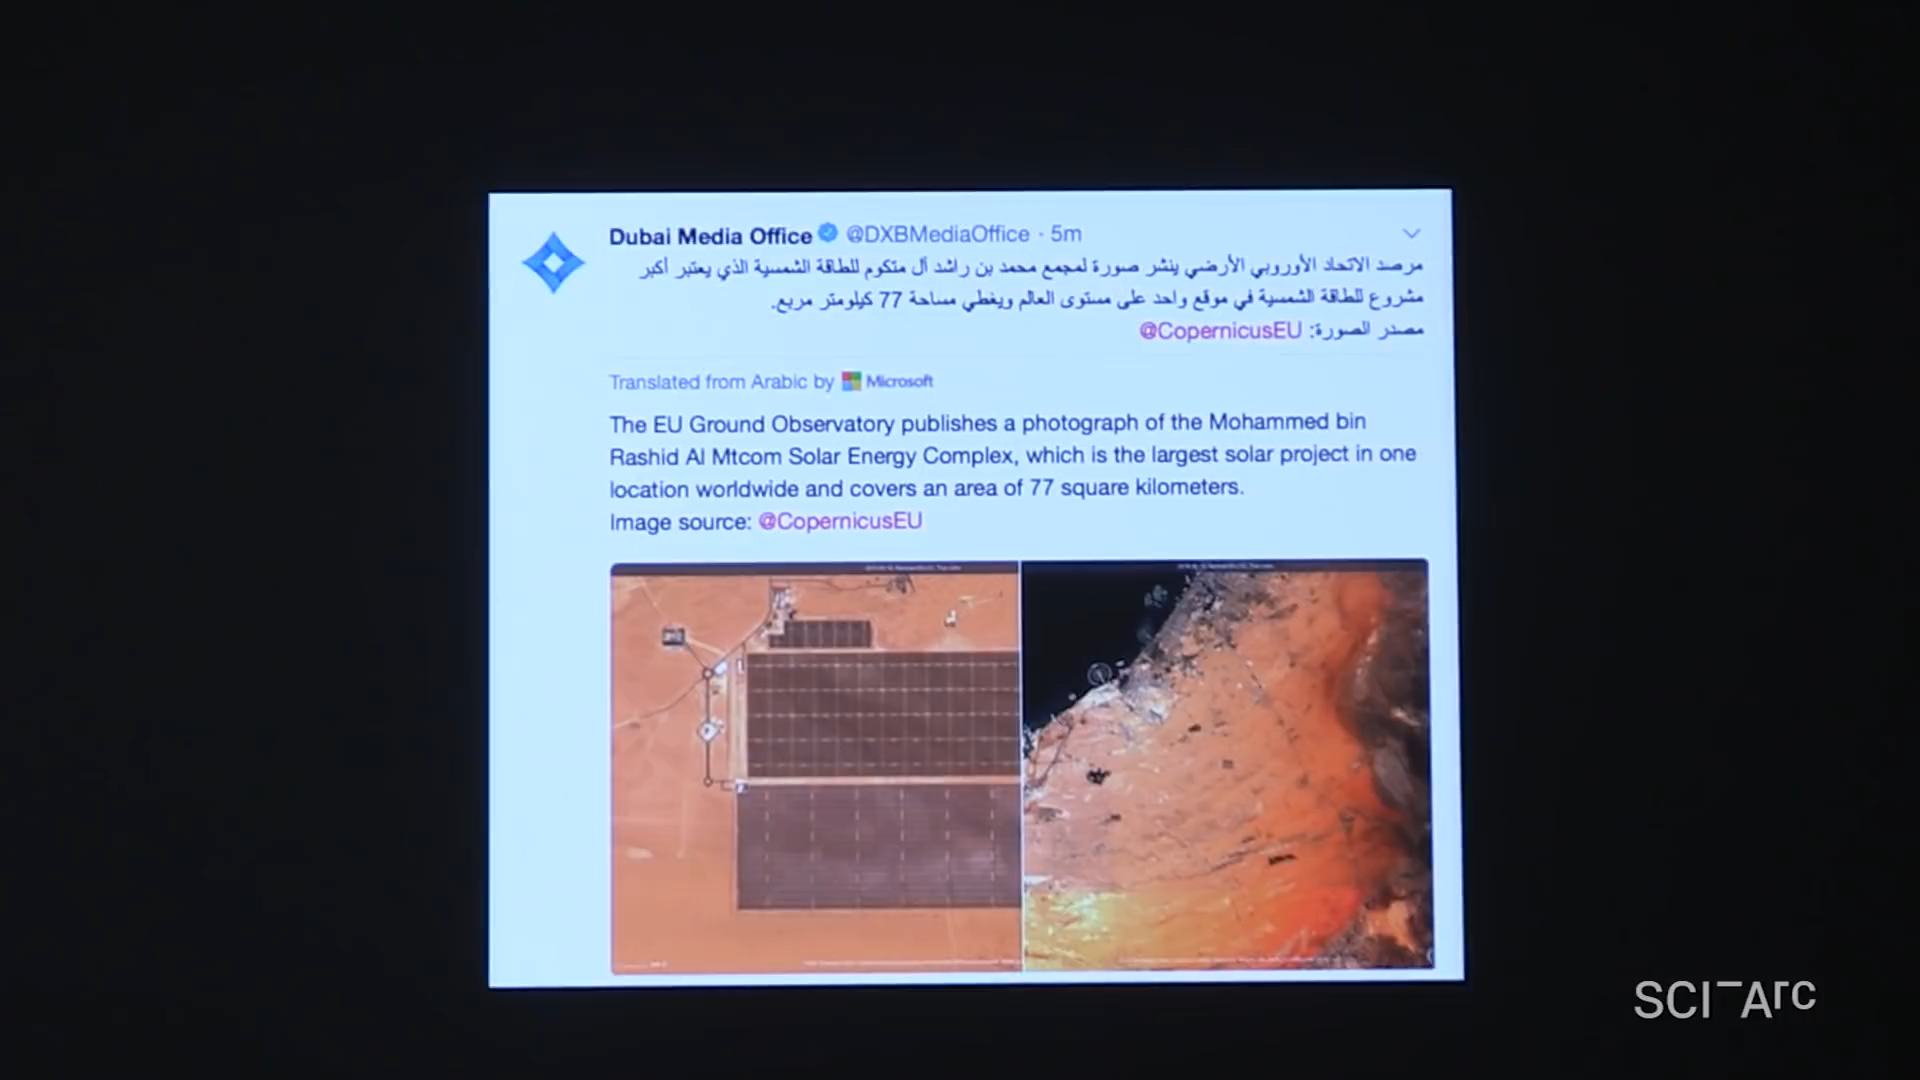 Dubai Media Office @DXBMediaOffice · 5m
مرصد الاتحاد الأوروبي الأرضي ينشر صورة لمجمع محمد بن راشد آل متكوم للطاقة الشمسية الذي يعتبر أكبر
مشروع للطاقة الشمسية في موقع واحد على مستوى العالم ويغطي مساحة 77 كيلومتر مربع.
مصدر الصورة: @CopernicusEU
Translated from Arabic by Microsoft
The EU Ground Observatory publishes a photograph of the Mohammed bin
Rashid Al Mtcom Solar Energy Complex, which is the largest solar project in one
location worldwide and covers an area of 77 square kilometers.
Image source: @CopernicusEU
SCI-Arc